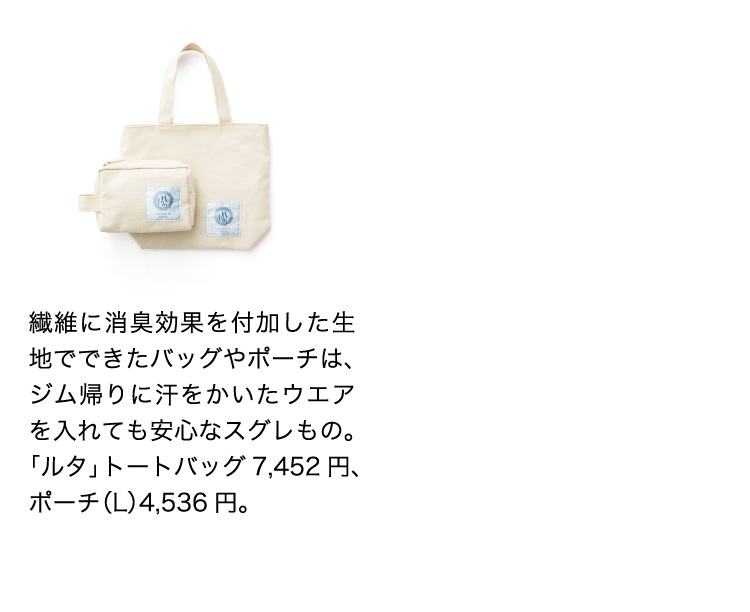 繊維に消臭効果を付加した生
地でできたバッグやポーチは、
ジム帰りに汗をかいたウエア
を入れても安心なスグレもの。
「ルタ」トートバッグ 7,452 円、
ポーチ（L）4,536 円。